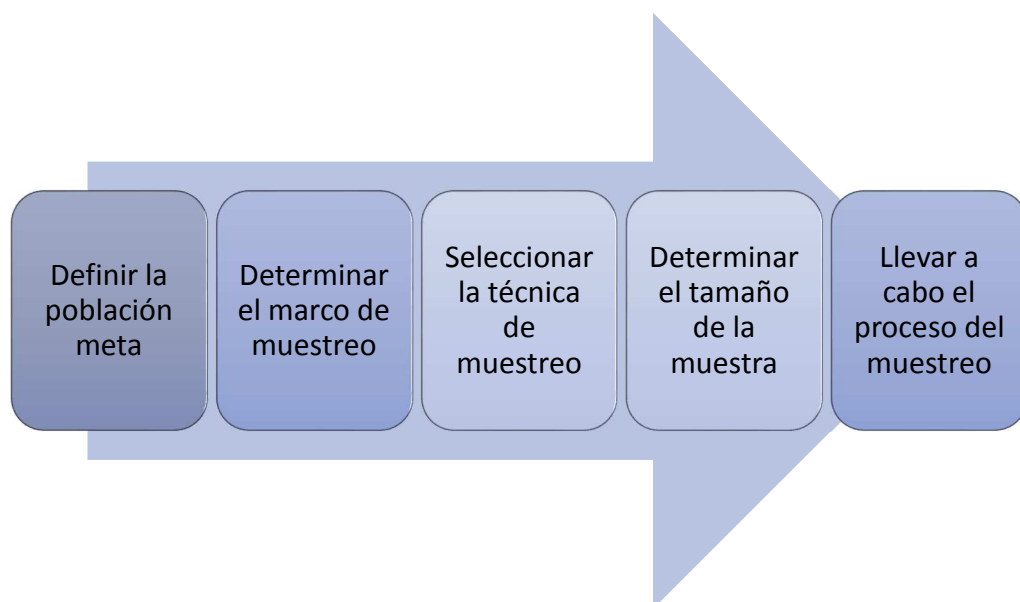 Definir la
población
meta
Determinar
el marco de
muestreo
Seleccionar
la técnica
de
muestreo
Determinar
el tamaño
de la
muestra
Llevar a
cabo el
proceso del
muestreo